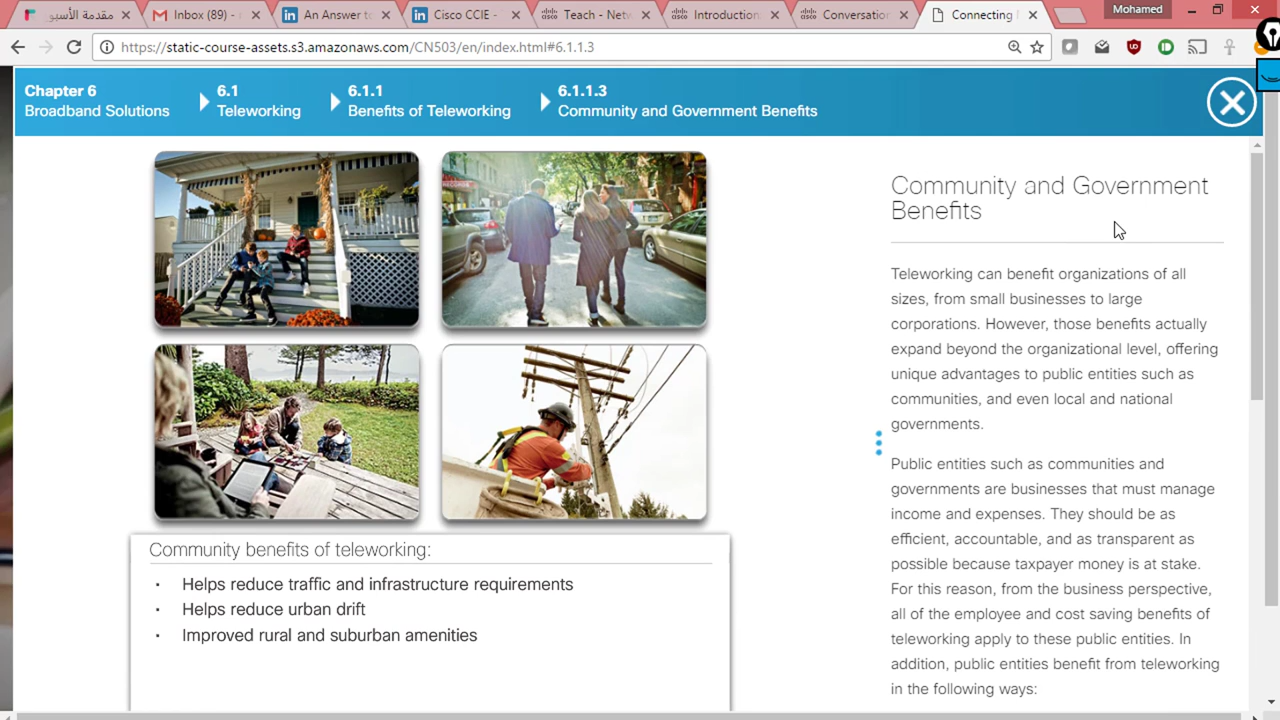 مقدمة الأسبو
Inbox (89) -
An Answer to
Cisco CCIE -
Teach - Netw
Introduction
Conversation
Connecting
Mohamed
https://static-course-assets.s3.amazonaws.com/CN503/en/index.html#6.1.1.3
Chapter 6
Broadband Solutions
6.1
Teleworking
6.1.1
Benefits of Teleworking
6.1.1.3
Community and Government Benefits
RECORDS
Community benefits of teleworking:
· Helps reduce traffic and infrastructure requirements
· Helps reduce urban drift
· Improved rural and suburban amenities
Community and Government
Benefits
Teleworking can benefit organizations of all
sizes, from small businesses to large
corporations. However, those benefits actually
expand beyond the organizational level, offering
unique advantages to public entities such as
communities, and even local and national
governments.
Public entities such as communities and
governments are businesses that must manage
income and expenses. They should be as
efficient, accountable, and as transparent as
possible because taxpayer money is at stake.
For this reason, from the business perspective,
all of the employee and cost saving benefits of
teleworking apply to these public entities. In
addition, public entities benefit from teleworking
in the following ways: